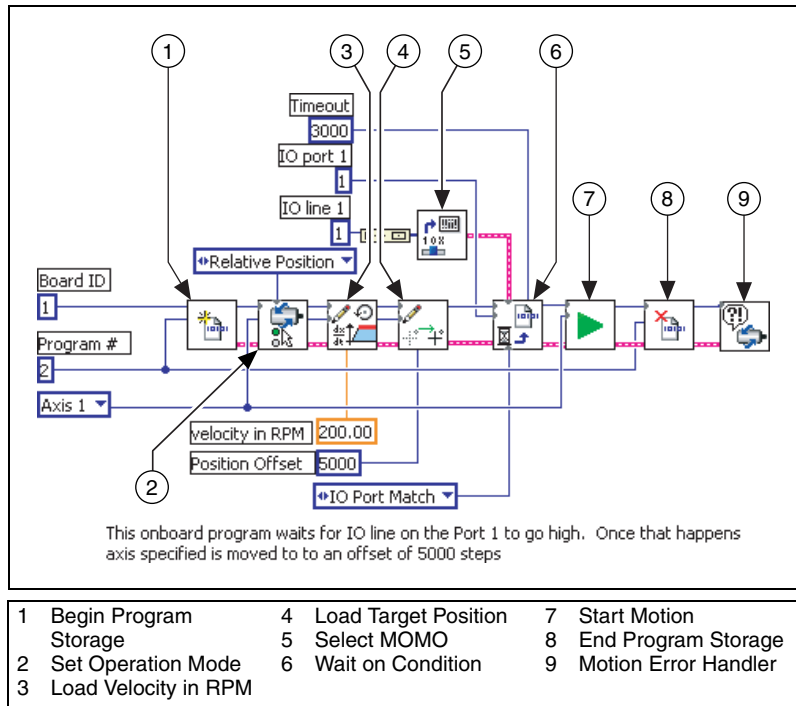 1
3
4
5
6
Timeout
3000
IO port 1
1
IO line 1
1
7
8
9
10X
Relative Position
Board ID
1
Program #
2
Axis 1
dx
dt
?!
velocity in RPM 200.00
Position Offset 5000
2
IO Port Match
This onboard program waits for IO line on the Port 1 to go high. Once that happens
axis specified is moved to to an offset of 5000 steps
1 Begin Program Storage
2 Set Operation Mode
3 Load Velocity in RPM
4 Load Target Position
5 Select MOMO
6 Wait on Condition
7 Start Motion
8 End Program Storage
9 Motion Error Handler